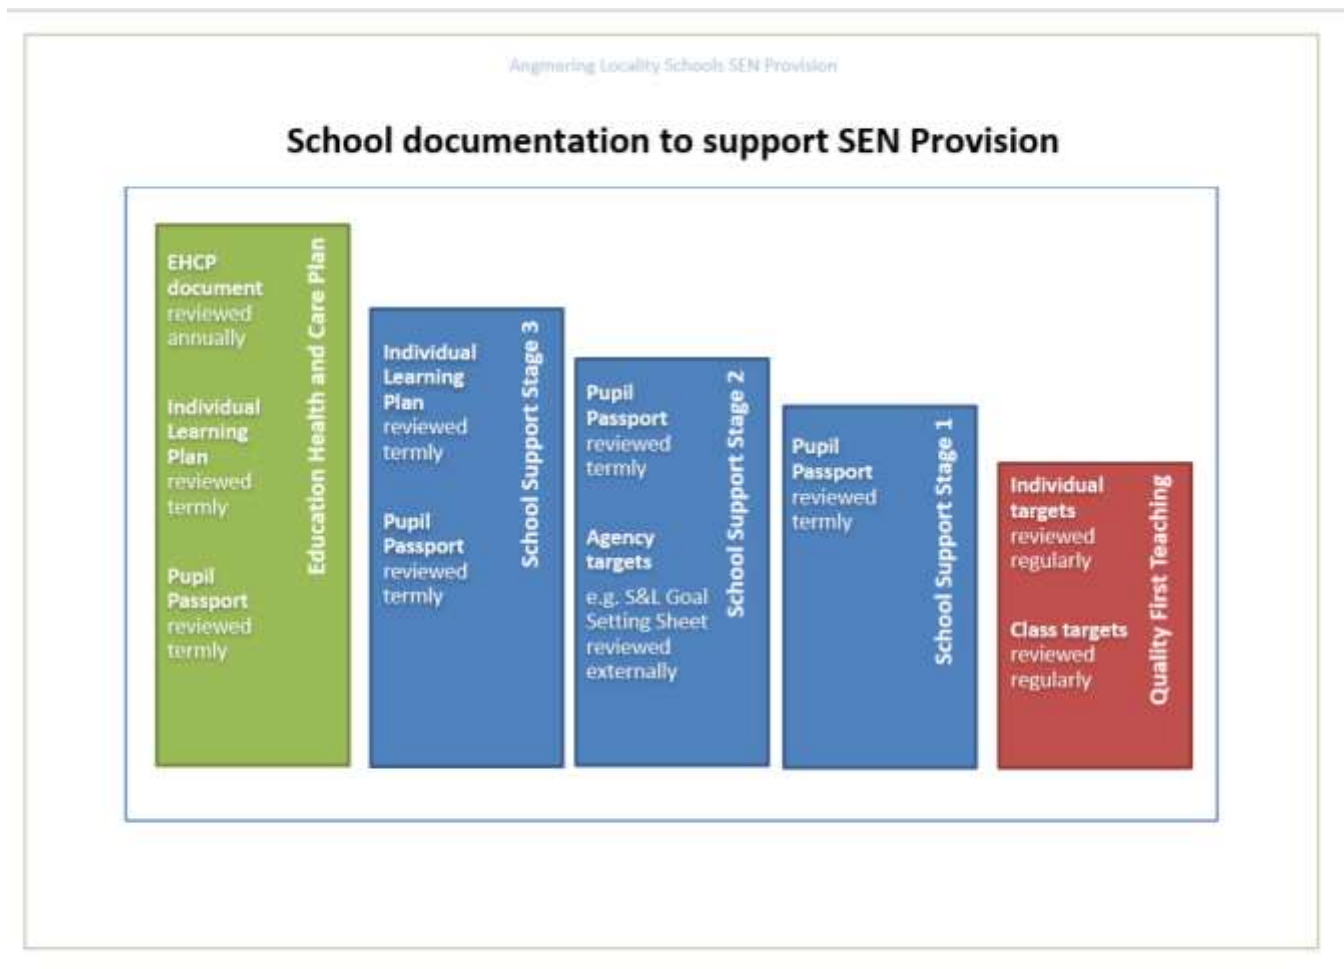 Angmering Locality Schools SEN Provision
School documentation to support SEN Provision
EHCP
document
reviewed
annually
Individual
Learning
Plan
reviewed
termly
Pupil
Passport
reviewed
termly
Education Health and Care Plan
Individual
Learning
Plan
reviewed
termly
Pupil
Passport
reviewed
termly
School Support Stage 3
Pupil
Passport
reviewed
termly
Agency
targets
e.g. S&L Goal
Setting Sheet
reviewed
externally
School Support Stage 2
Pupil
Passport
reviewed
termly
School Support Stage 1
Individual
targets
reviewed
regularly
Class targets
reviewed
regularly
Quality First Teaching